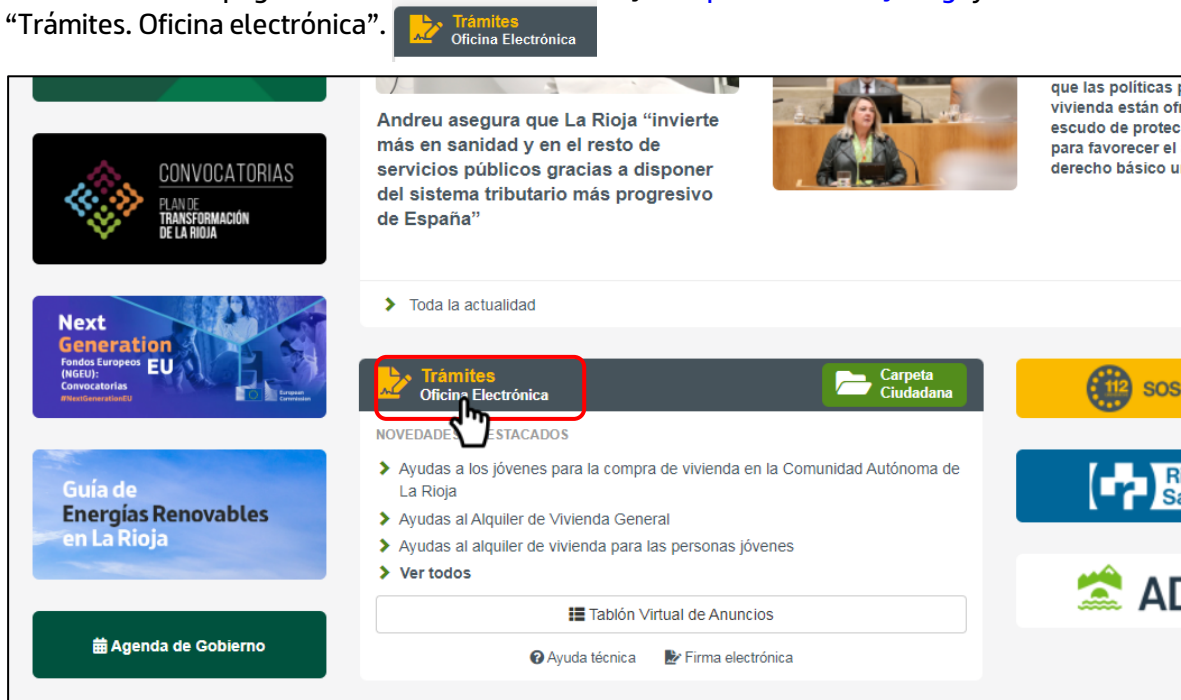 “Trámites. Oficina electrónica”.
Trámites
Oficina Electrónica
CONVOCATORIAS
PLAN DE
TRANSFORMACIÓN
DE LA RIOJA
Next
Generation
Fondos Europeos EU
(NGEU):
Convocatorias
#NextGenerationEU
European
Commission
Guía de
Energías Renovables
en La Rioja
Agenda de Gobierno
Andreu asegura que La Rioja “invierte
más en sanidad y en el resto de
servicios públicos gracias a disponer
del sistema tributario más progresivo
de España”
que las políticas
vivienda están
escudo de
para favorecer el
derecho básico
Toda la actualidad
Trámites
Oficina Electrónica
Carpeta
Ciudadana
NOVEDADES
Ayudas a los jóvenes para la compra de vivienda en la Comunidad Autónoma de
La Rioja
Ayudas al Alquiler de Vivienda General
Ayudas al alquiler de vivienda para las personas jóvenes
Ver todos
Tablón Virtual de Anuncios
Ayuda técnica Firma electrónica
112 SOS